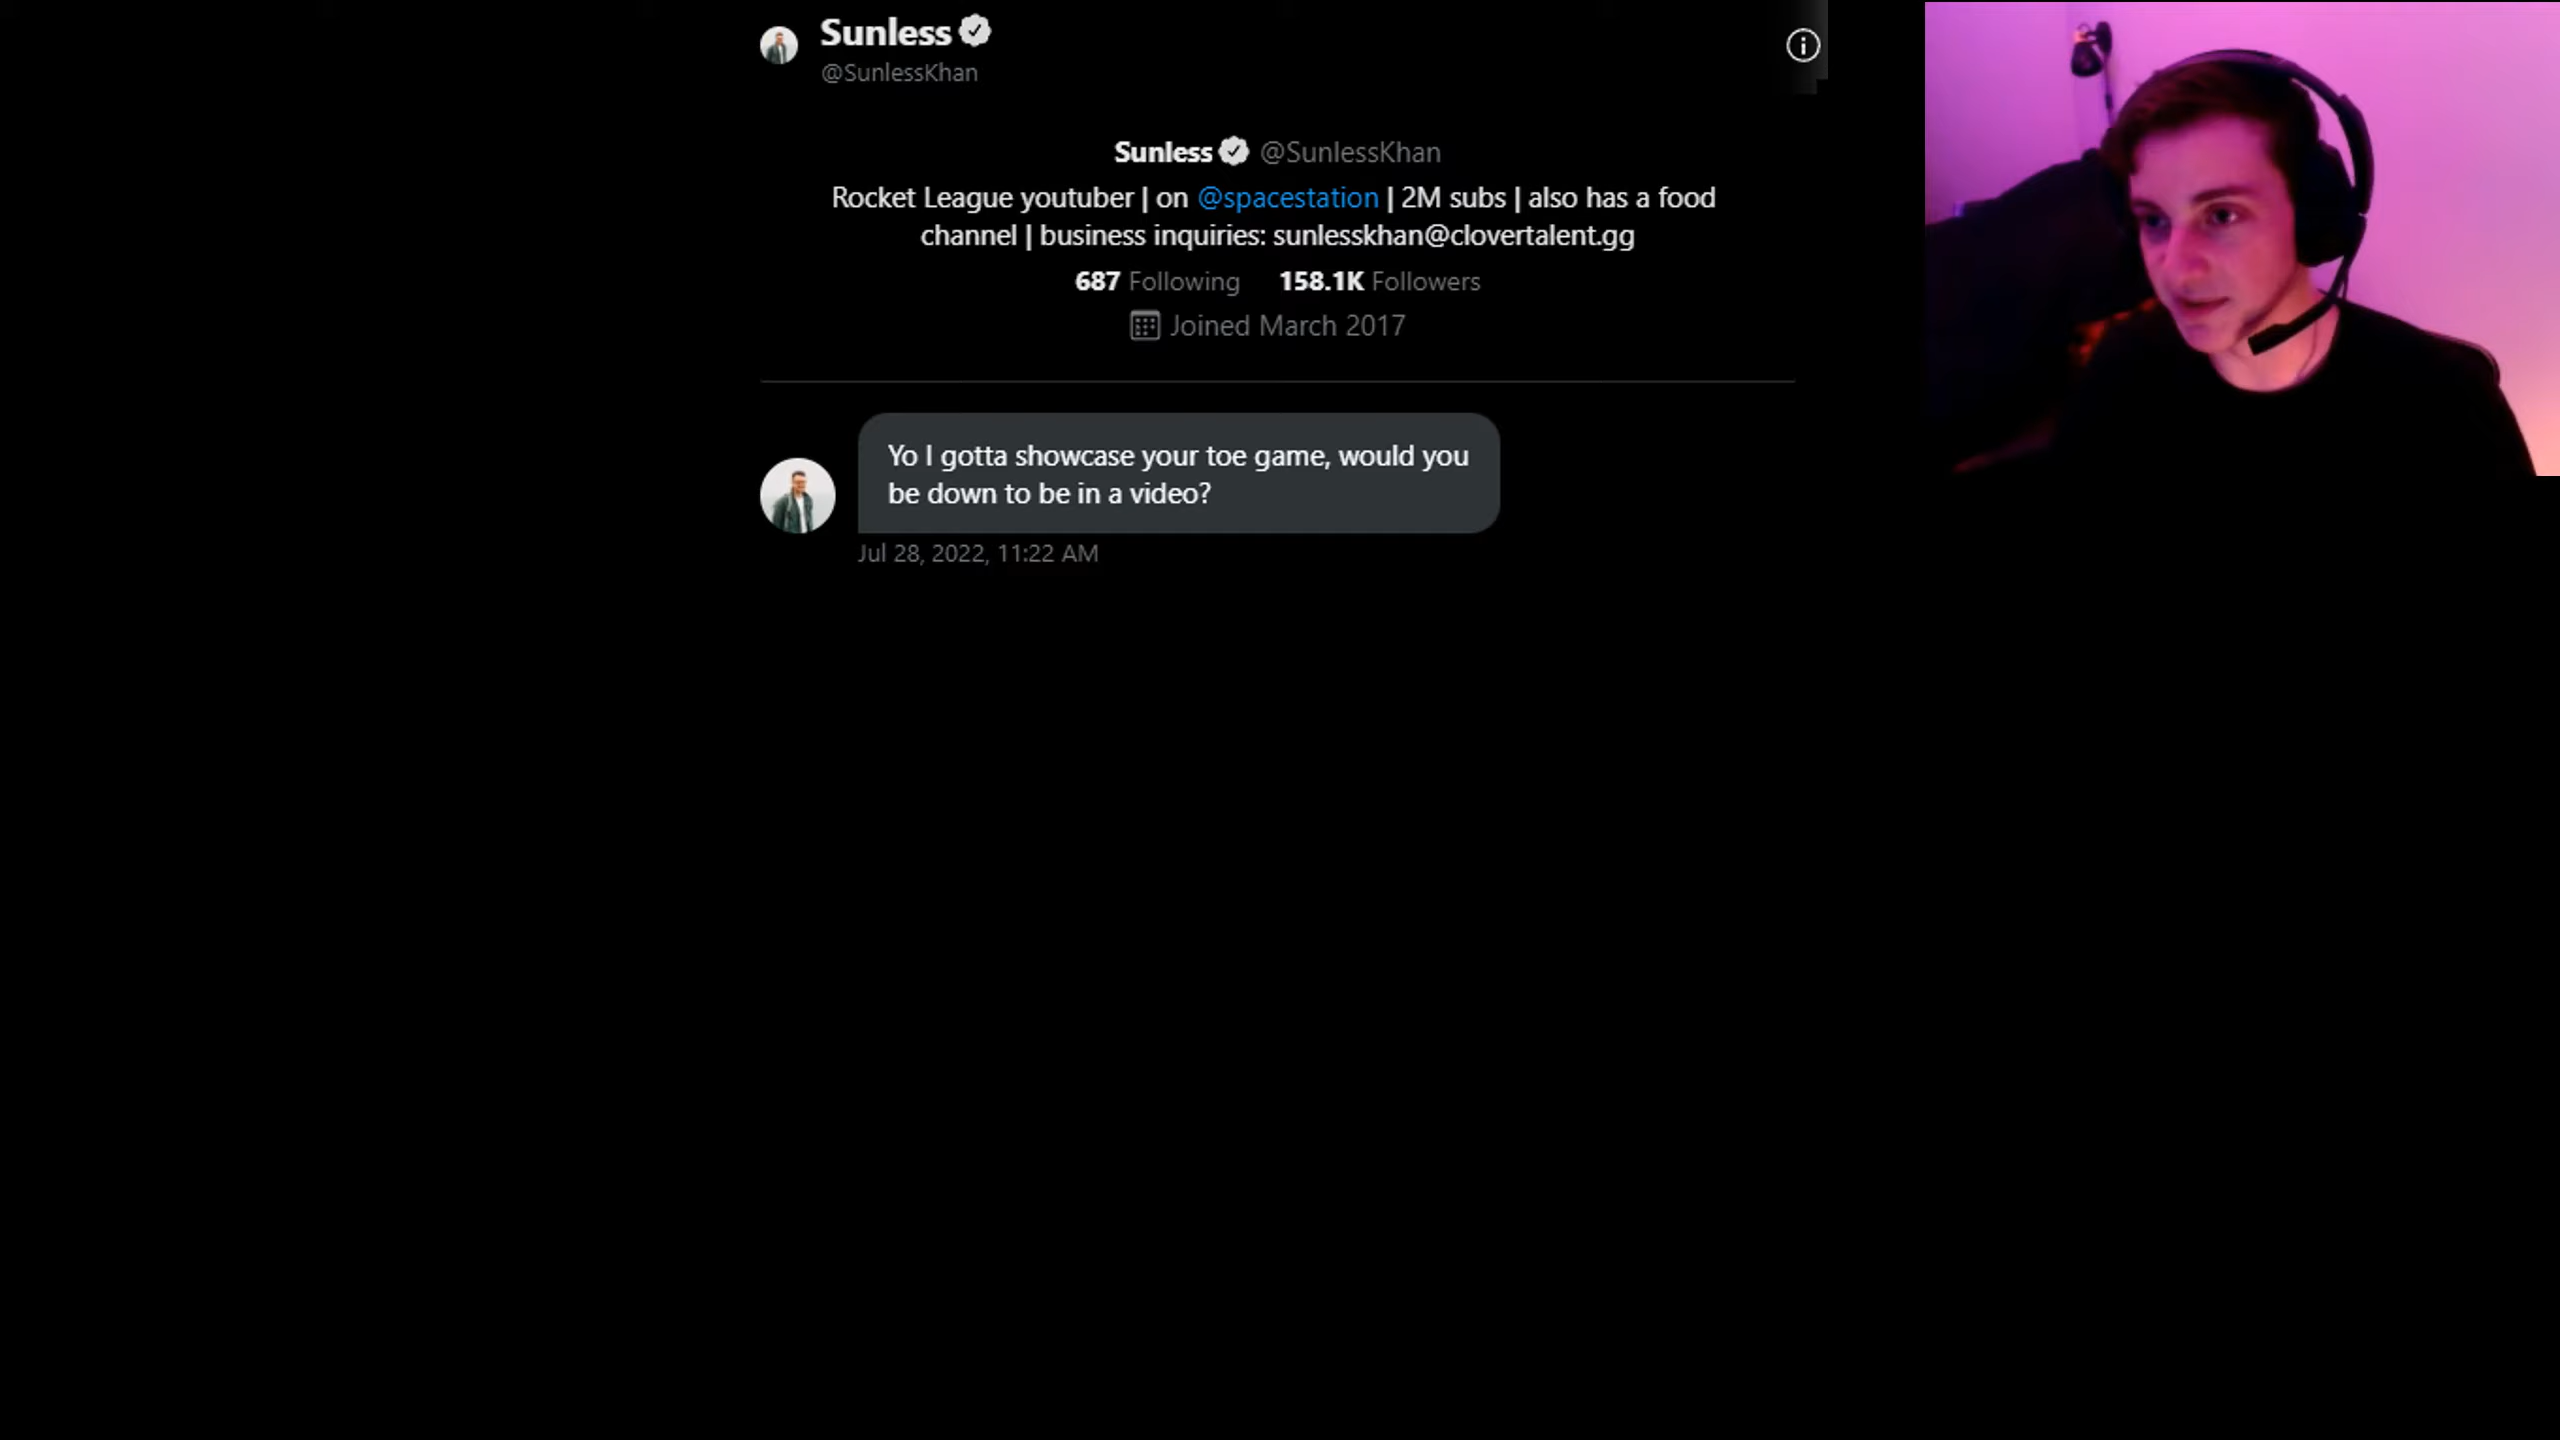 Sunless
@SunlessKhan
Sunless @SunlessKhan
Rocket League youtuber | on @spacestation | 2M subs | also has a food
channel | business inquiries: sunlesskhan@clovertalent.gg
687 Following 158.1K Followers
Joined March 2017
Yo I gotta showcase your toe game, would you
be down to be in a video?
Jul 28, 2022, 11:22 AM